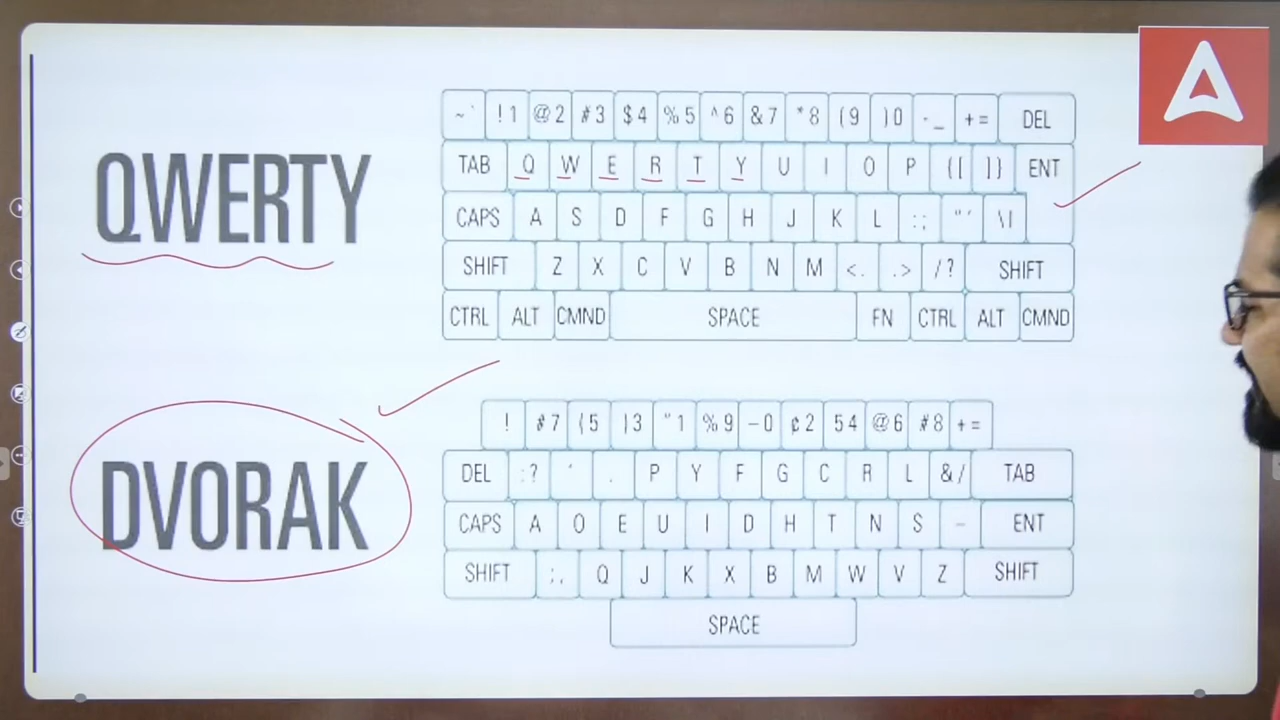 QWERTY
~ ` ! 1 @ 2 # 3 $ 4 % 5 ^ 6 & 7 * 8 ( 9 ) 0 - _ + = DEL
TAB Q W E R T Y U I O P { [ ] } ENT
CAPS A S D F G H J K L : ; " ' \ |
SHIFT Z X C V B N M < . . > / ? SHIFT
CTRL ALT CMND SPACE FN CTRL ALT CMND
DVORAK
! # 7 ( 5 ) 3 " 1 % 9 - 0 ¢ 2 5 4 @ 6 # 8 + =
DEL : ? ' . P Y F G C R L & / TAB
CAPS A O E U I D H T N S - ENT
SHIFT : , Q J K X B M W V Z SHIFT
SPACE